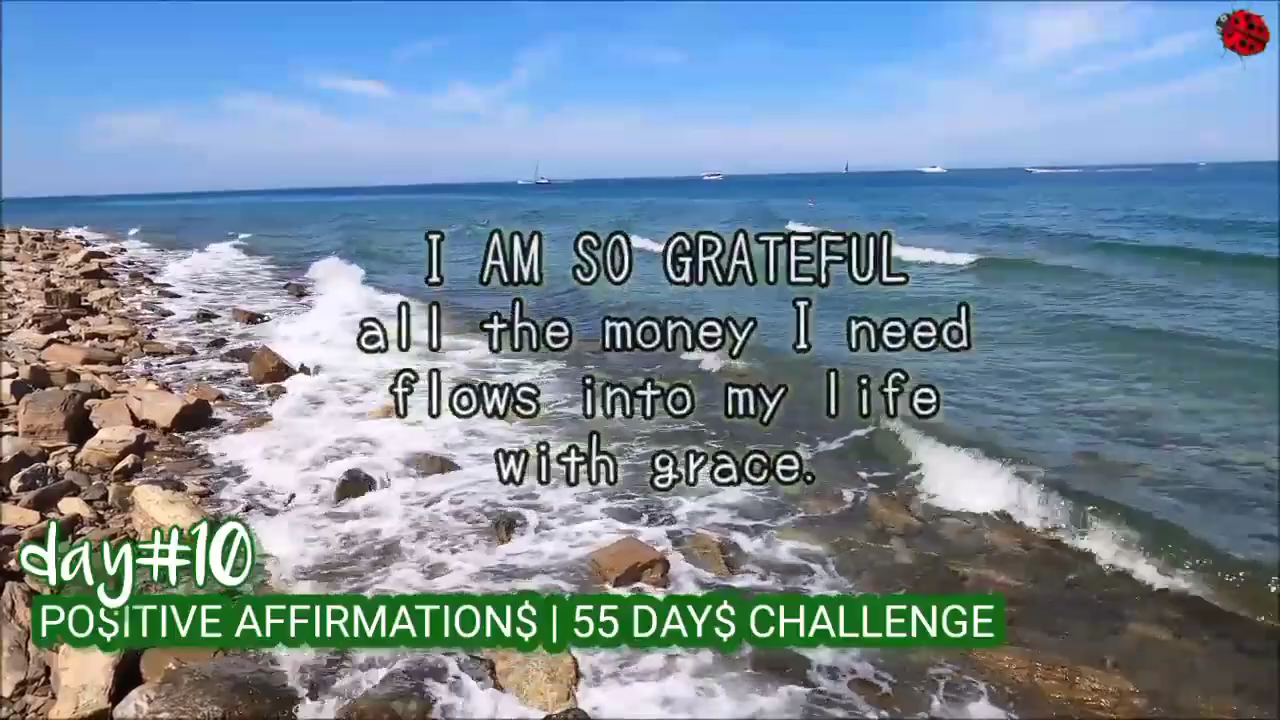 I AM SO GRATEFUL
all the money I need
flows into my life
with grace.
day#10
PO$ITIVE AFFIRMATION$ | 55 DAY$ CHALLENGE